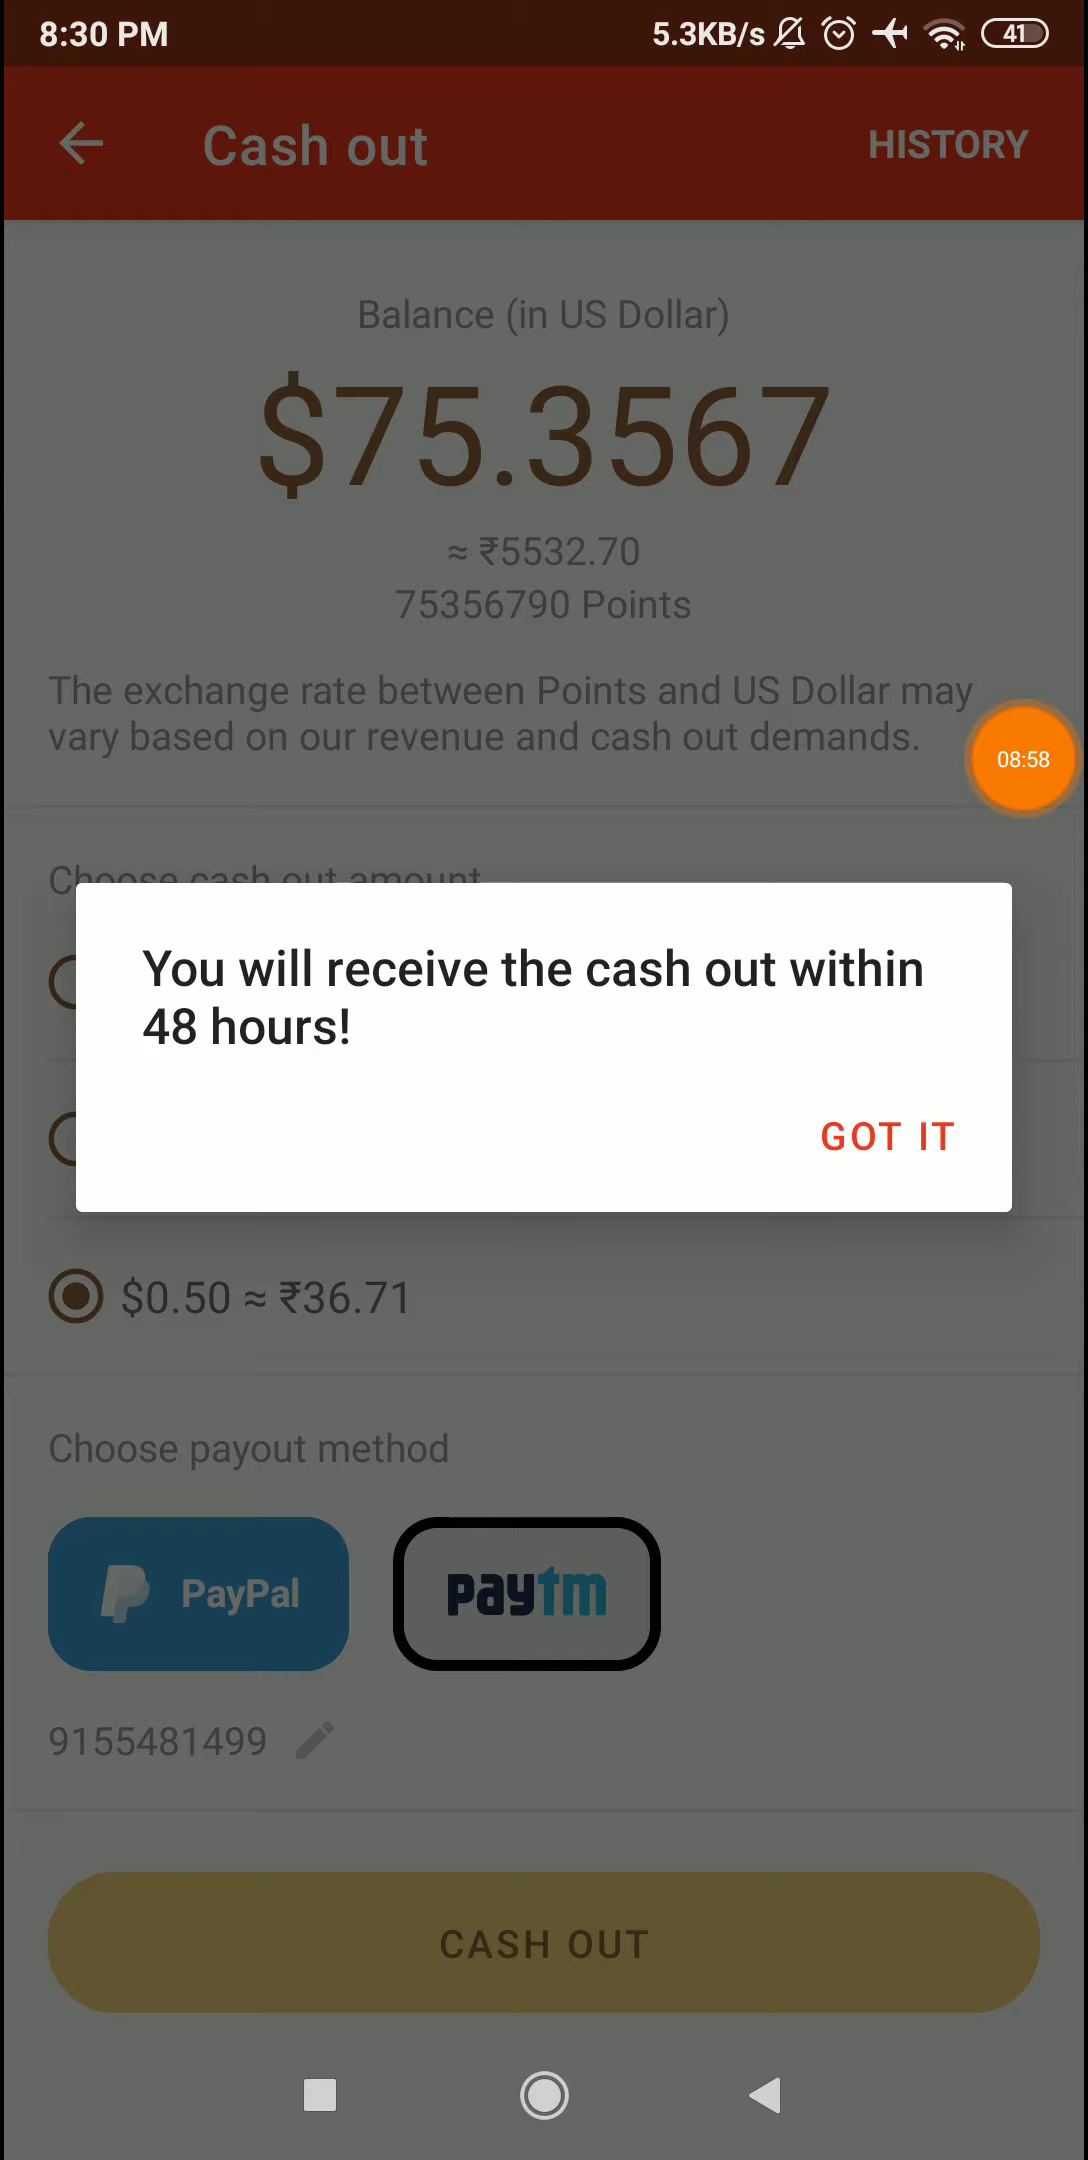 8:30 PM 5.3KB/s 41
Cash out HISTORY
Balance (in US Dollar)
$75.3567
≈ ₹5532.70
75356790 Points
The exchange rate between Points and US Dollar may
vary based on our revenue and cash out demands.
08:58
Choose cash out amount
You will receive the cash out within
48 hours!
GOT IT
$0.50 ≈ ₹36.71
Choose payout method
PayPal paytm
9155481499
CASH OUT